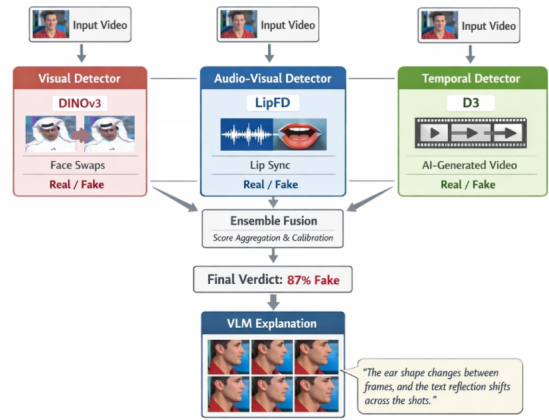 Input Video
Input Video
Input Video
Visual Detector
DINOv3
Face Swaps
Real / Fake
Audio-Visual Detector
LipFD
Lip Sync
Real / Fake
Temporal Detector
D3
AI-Generated Video
Real / Fake
Ensemble Fusion
Score Aggregation & Calibration
Final Verdict: 87% Fake
VLM Explanation
"The ear shape changes between
frames, and the text reflection shifts
across the shots."